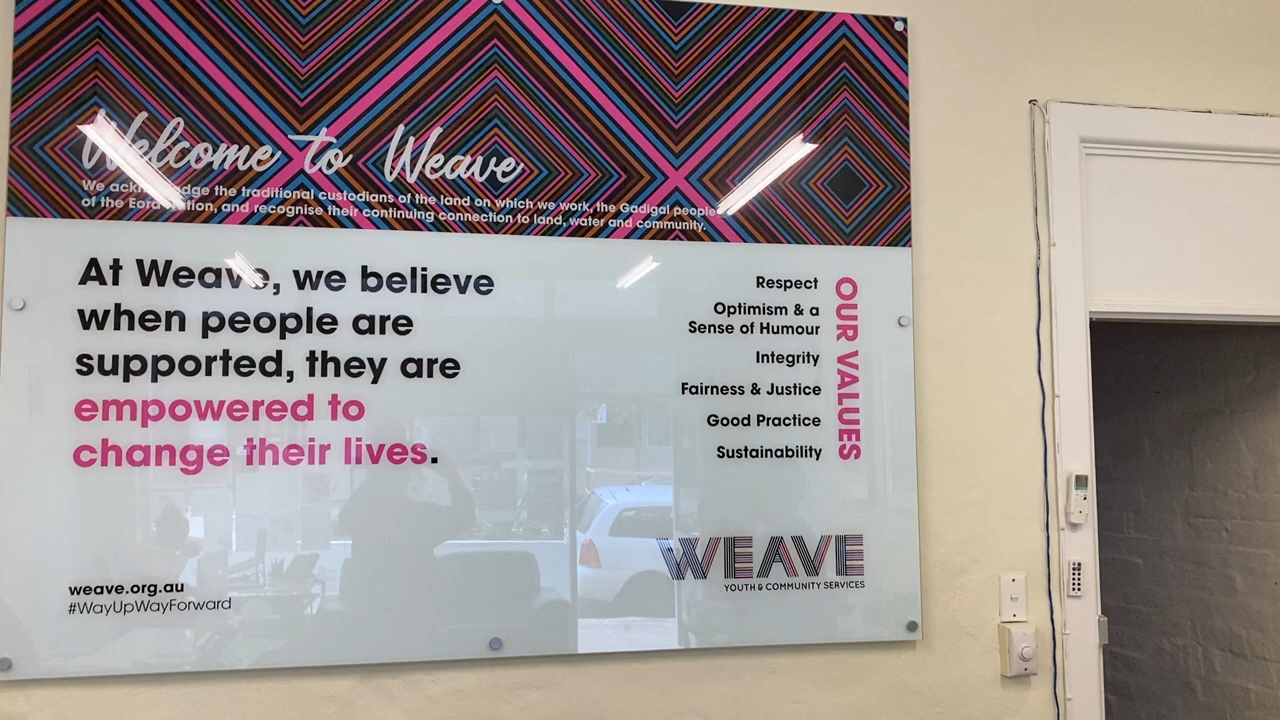 Welcome to Weave
We acknowledge the traditional custodians of the land on which we work, the Gadigal people
of the Eora Nation, and recognise their continuing connection to land, water and community.
At Weave, we believe
when people are
supported, they are
empowered to
change their lives.
Respect
Optimism & a
Sense of Humour
Integrity
Fairness & Justice
Good Practice
Sustainability
OUR VALUES
weave.org.au
#WayUpWayForward
WEAVE
YOUTH & COMMUNITY SERVICES